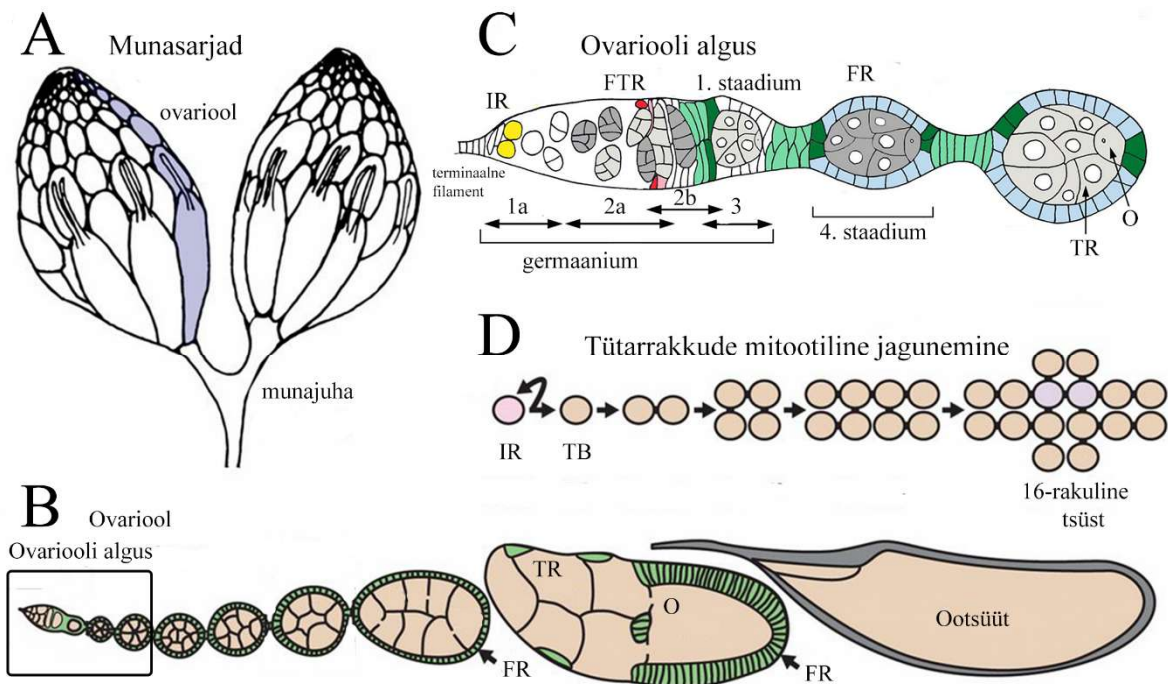 A
Munasarjad
ovariool
munajuha
C
Ovariooli algus
IR
FTR
1. staadium
FR
terminaalne
filament
1a
2a
2b
3
4. staadium
germaanium
O
TR
D
Tütarrakkude mitootiline jagunemine
IR
TB
16-rakuline
tsüst
B
Ovariool
Ovariooli algus
TR
O
FR
FR
Ootsüüt